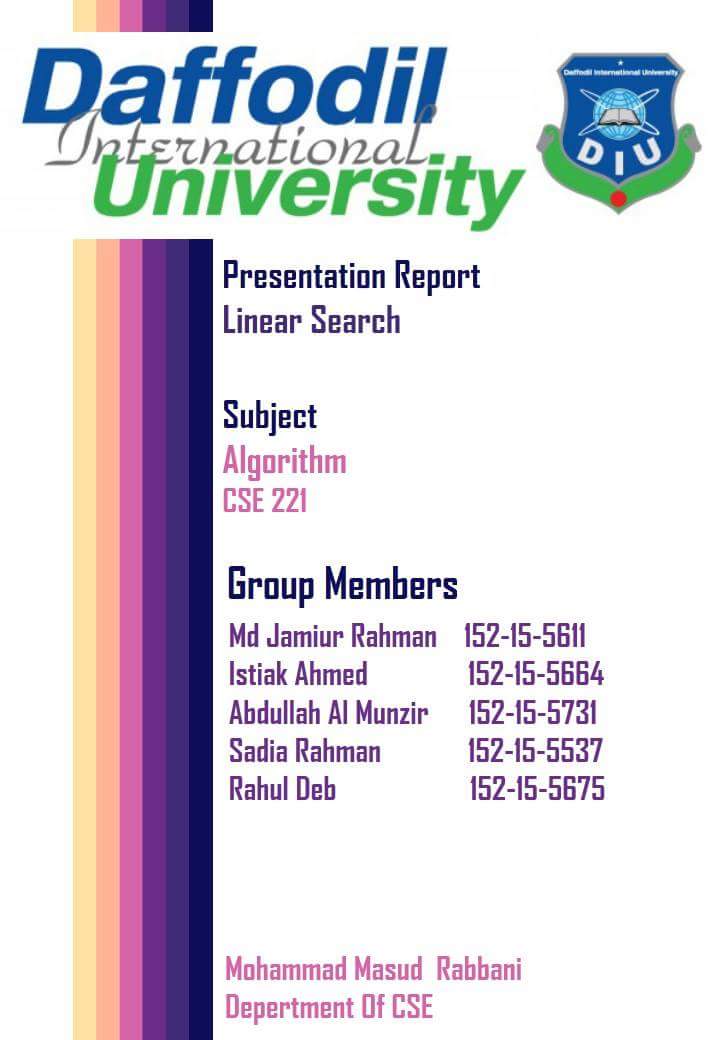 Daffodil
International
University
Daffodil International University
DIU
Presentation Report
Linear Search
Subject
Algorithm
CSE 221
Group Members
Md Jamiur Rahman 152-15-5611
Istiak Ahmed 152-15-5664
Abdullah Al Munzir 152-15-5731
Sadia Rahman 152-15-5537
Rahul Deb 152-15-5675
Mohammad Masud Rabbani
Depertment Of CSE